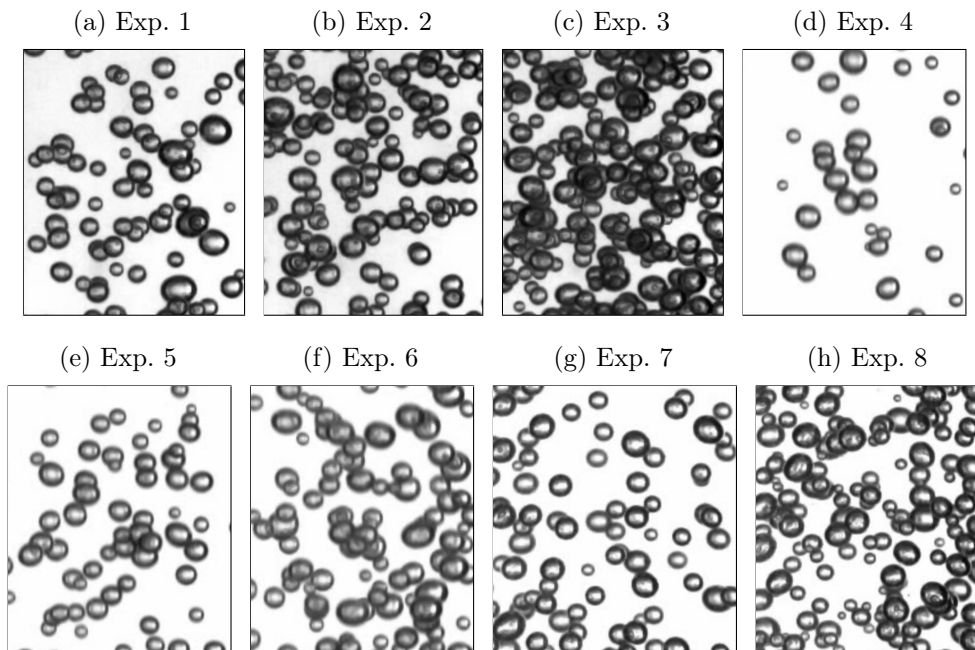 (a) Exp. 1
(b) Exp. 2
(c) Exp. 3
(d) Exp. 4
(e) Exp. 5
(f) Exp. 6
(g) Exp. 7
(h) Exp. 8